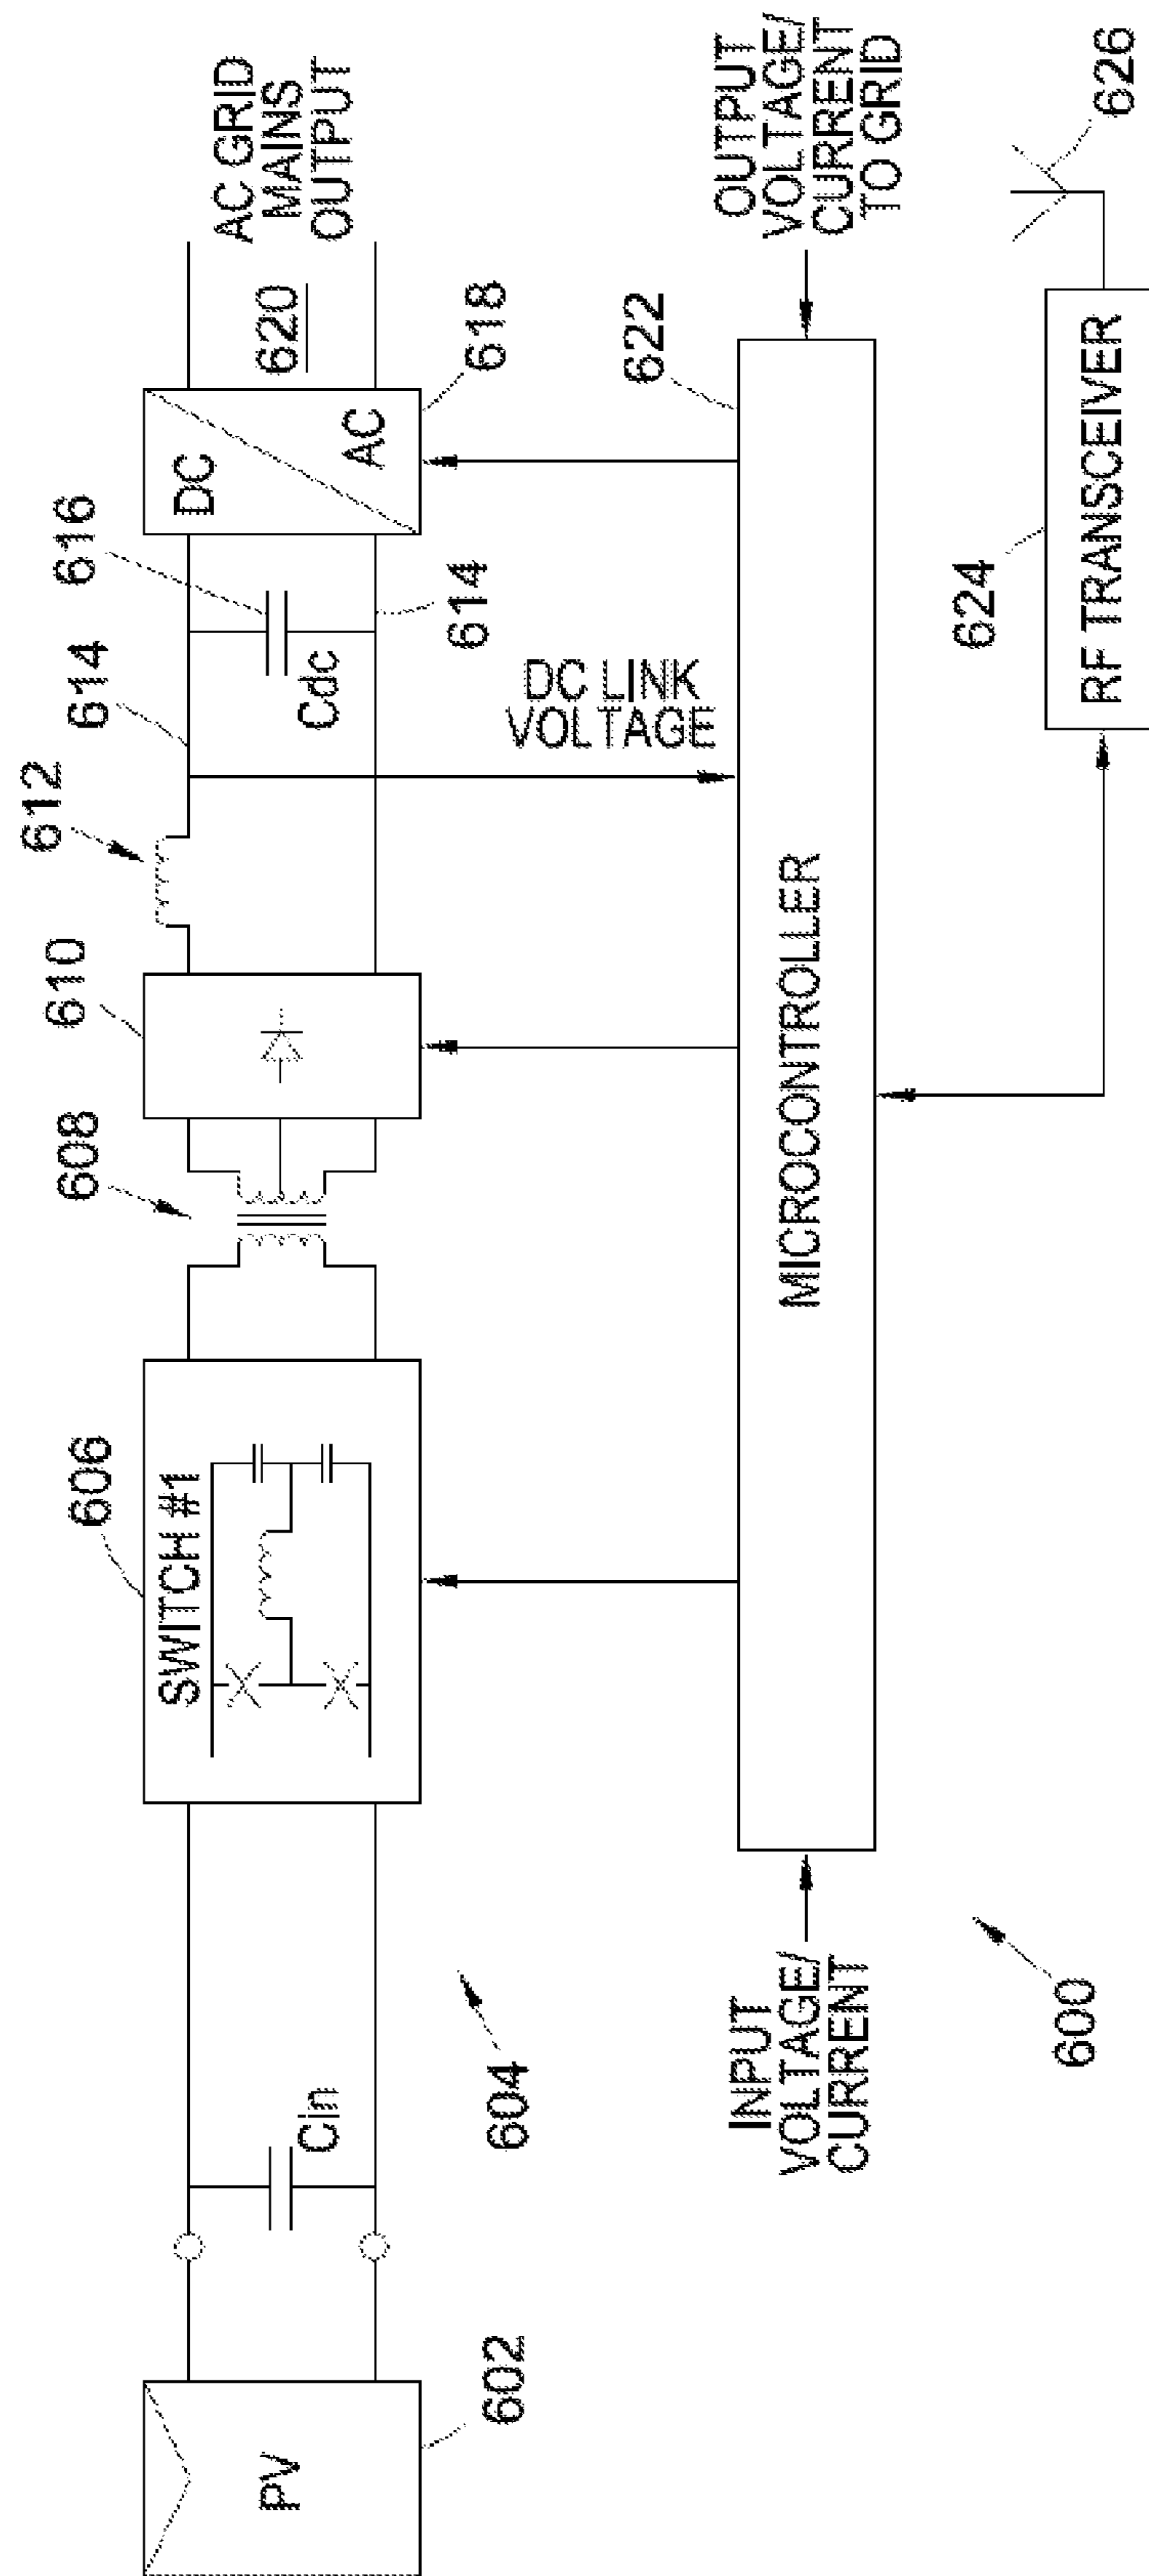 606
608
610
612
614
616
SWITCH #1
DC
AC
AC GRID
MAINS
OUTPUT
620
618
PV
602
Cin
604
Cdc
614
DC LINK
VOLTAGE
622
INPUT
VOLTAGE/
CURRENT
MICROCONTROLLER
OUTPUT
VOLTAGE/
CURRENT
TO GRID
600
624
RF TRANSCEIVER
626